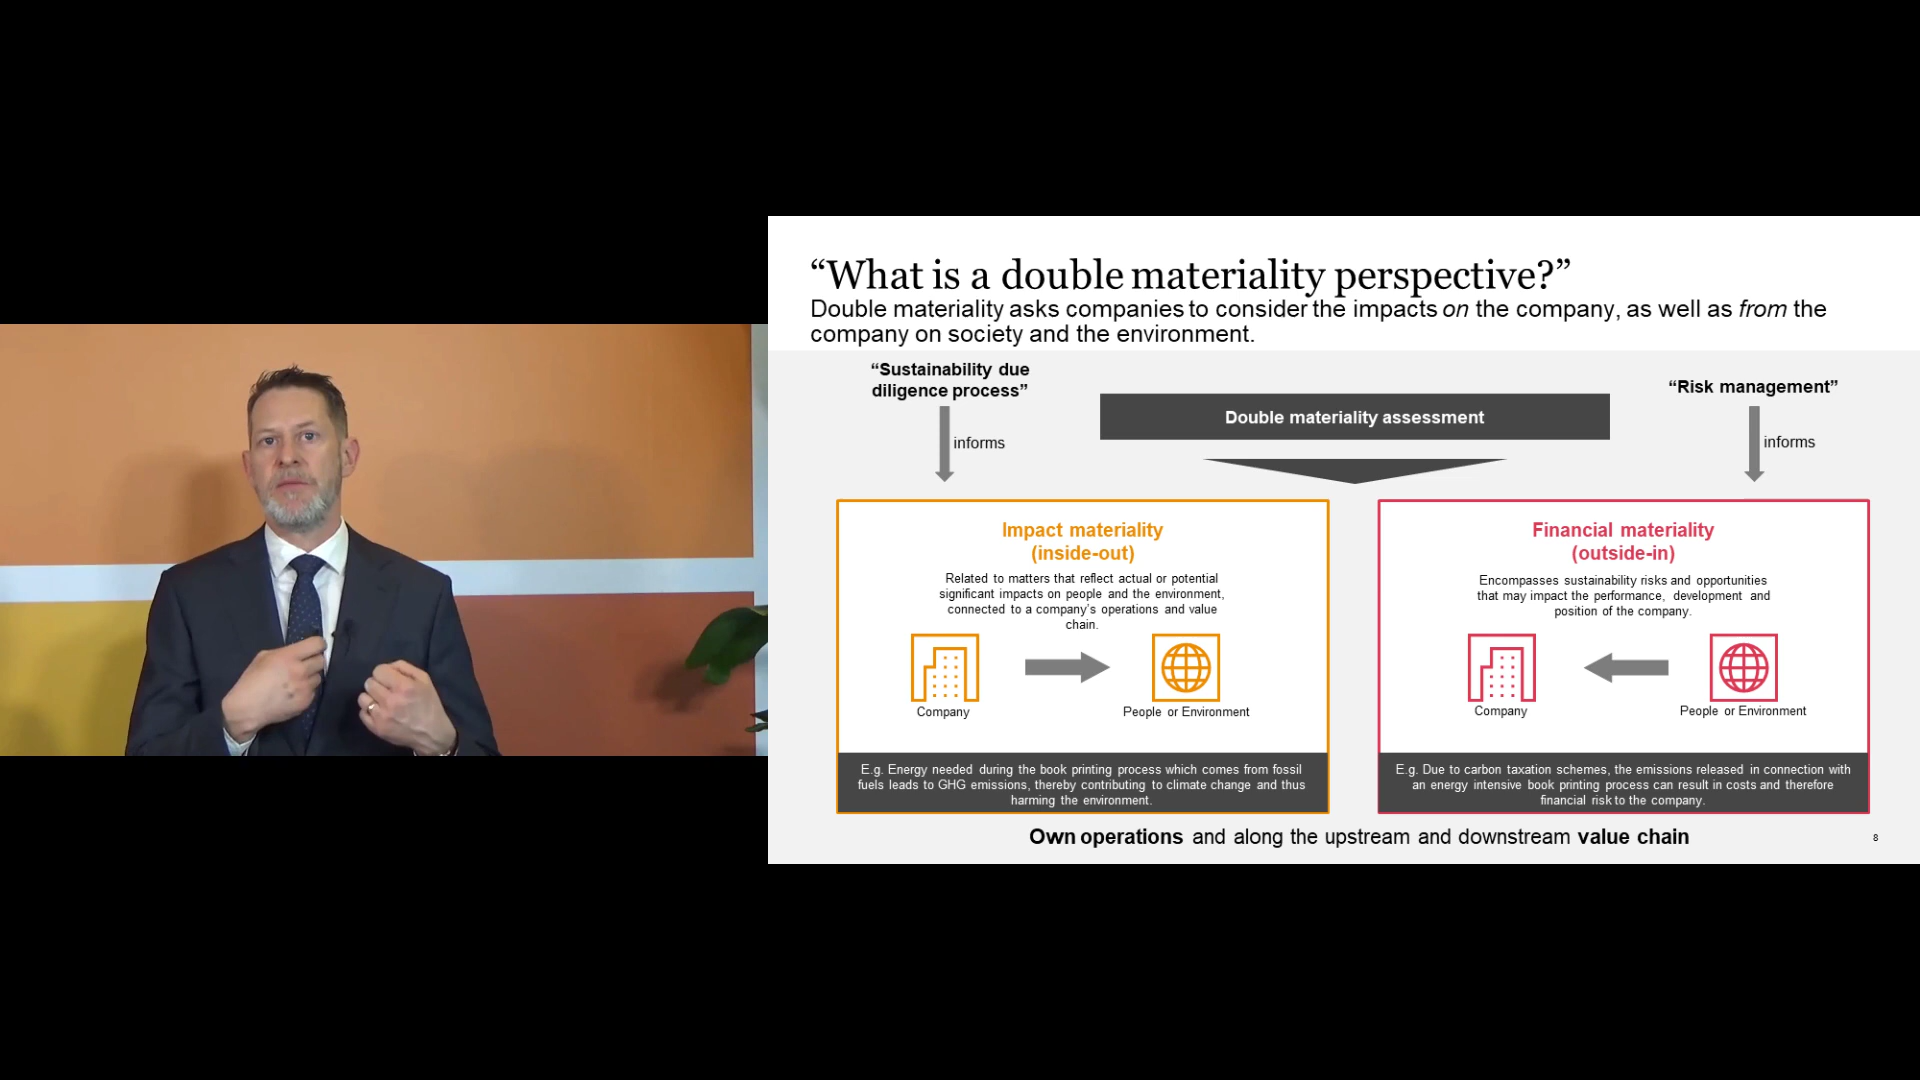 “What is a double materiality perspective?”
Double materiality asks companies to consider the impacts on the company, as well as from the
company on society and the environment.
“Sustainability due
diligence process”
informs
Double materiality assessment
“Risk management”
informs
Impact materiality
(inside-out)
Related to matters that reflect actual or potential
significant impacts on people and the environment,
connected to a company’s operations and value
chain.
Company
People or Environment
E.g. Energy needed during the book printing process which comes from fossil
fuels leads to GHG emissions, thereby contributing to climate change and thus
harming the environment.
Financial materiality
(outside-in)
Encompasses sustainability risks and opportunities
that may impact the performance, development and
position of the company.
Company
People or Environment
E.g. Due to carbon taxation schemes, the emissions released in connection with
an energy intensive book printing process can result in costs and therefore
financial risk to the company.
Own operations and along the upstream and downstream value chain
8